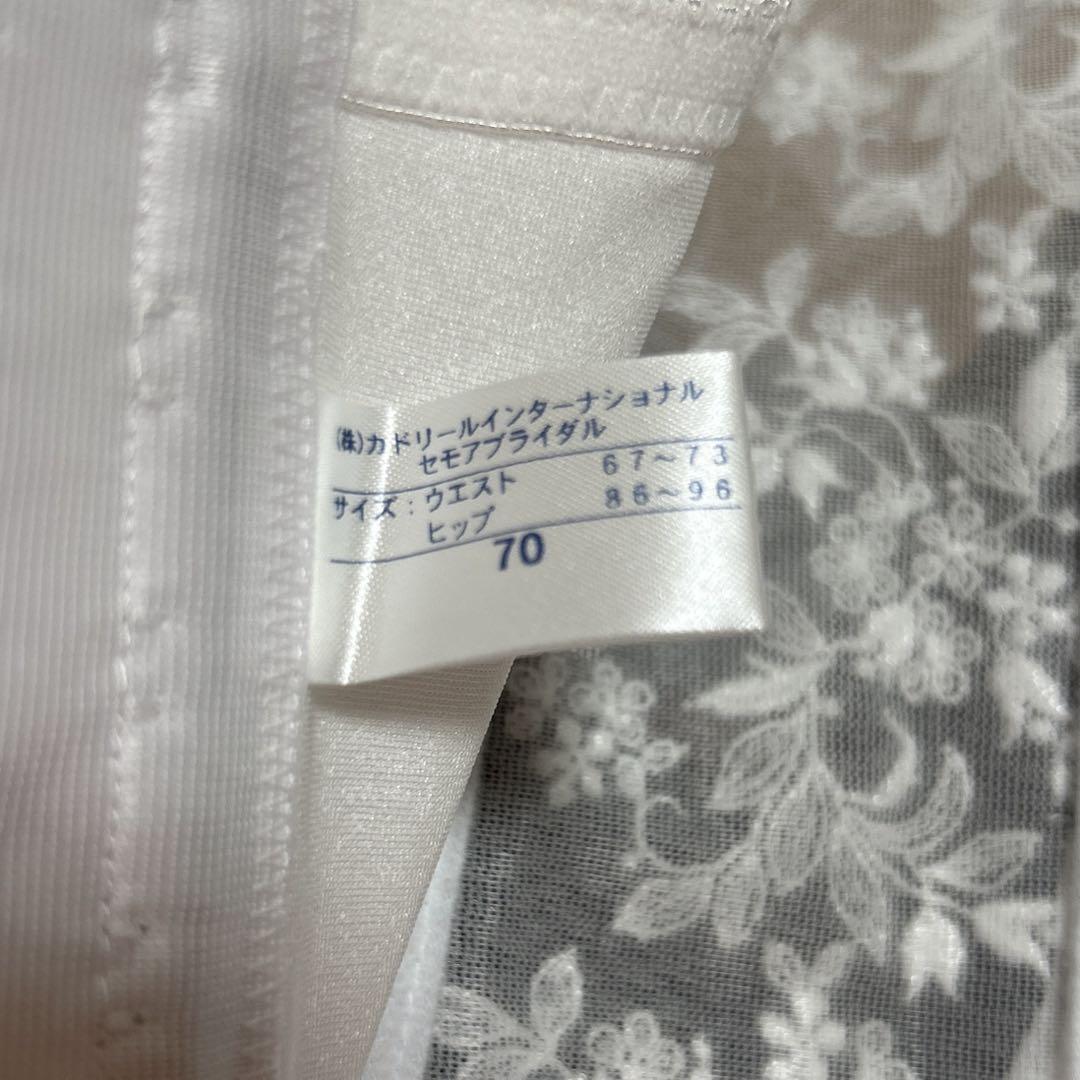 (株)カドリールインターナショナル
セモアブライダル
サイズ：ウエスト 67～73
ヒップ 86～96
70